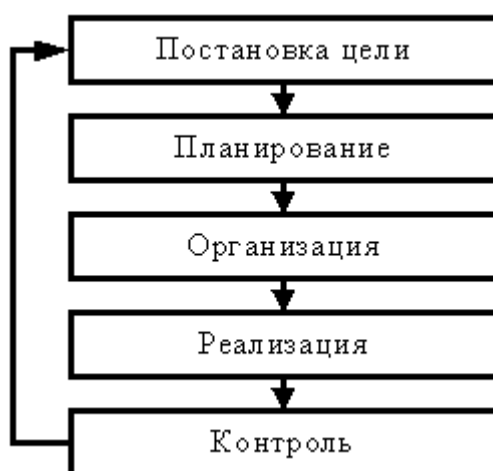 Постановка цели
Планирование
Организация
Реализация
Контроль